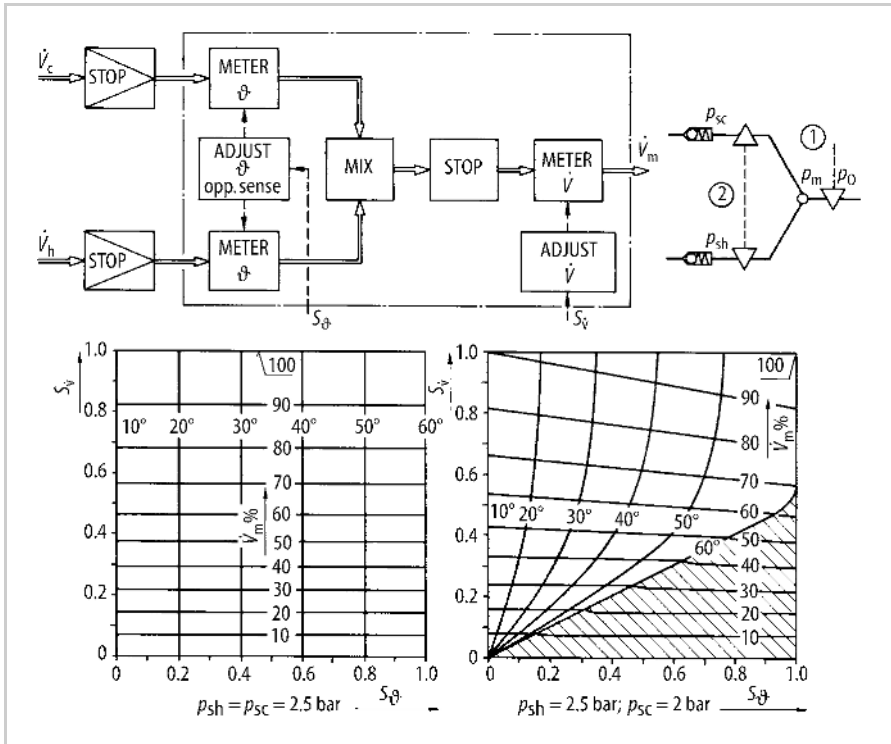 V̇c
STOP
METER
ϑ
ADJUST
ϑ
opp. sense
V̇h
STOP
METER
ϑ
MIX
STOP
METER
V̇
V̇m
ADJUST
V̇
Sϑ
Sv̇
psc
1
pm
p0
2
psh
Sv̇
1.0
0.8
0.6
0.4
0.2
0
100
90
10° 20° 30° 40° 50° 60°
80
70
60
50
40
30
20
10
V̇m%
0 0.2 0.4 0.6 0.8 1.0
Sϑ
psh = psc = 2.5 bar
Sv̇
1.0
0.8
0.6
0.4
0.2
0
100
90
80
70
60
50
40
30
20
10
V̇m%
10° 20° 30° 40° 50° 60°
0 0.2 0.4 0.6 0.8 1.0
Sϑ
psh = 2.5 bar; psc = 2 bar